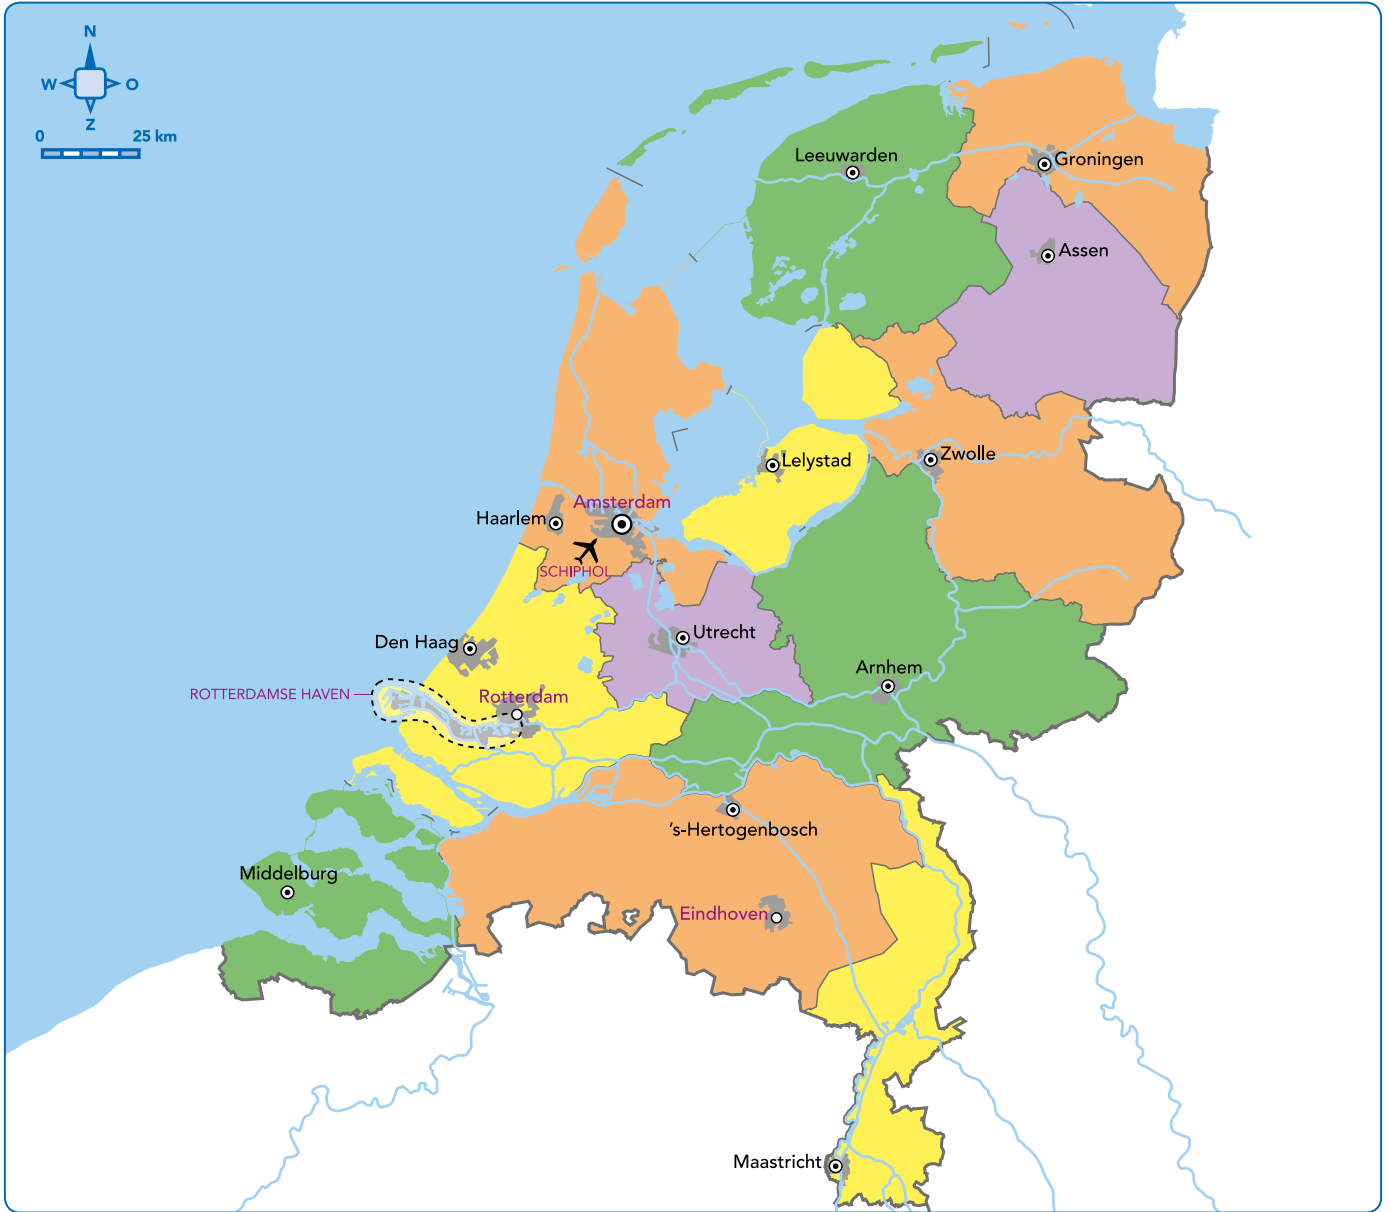 N
W
O
Z
0
25 km
Leeuwarden
Groningen
Assen
Lelystad
Zwolle
Amsterdam
Haarlem
SCHIPHOL
Utrecht
Den Haag
Arnhem
ROTTERDAMSE HAVEN
Rotterdam
's-Hertogenbosch
Middelburg
Eindhoven
Maastricht